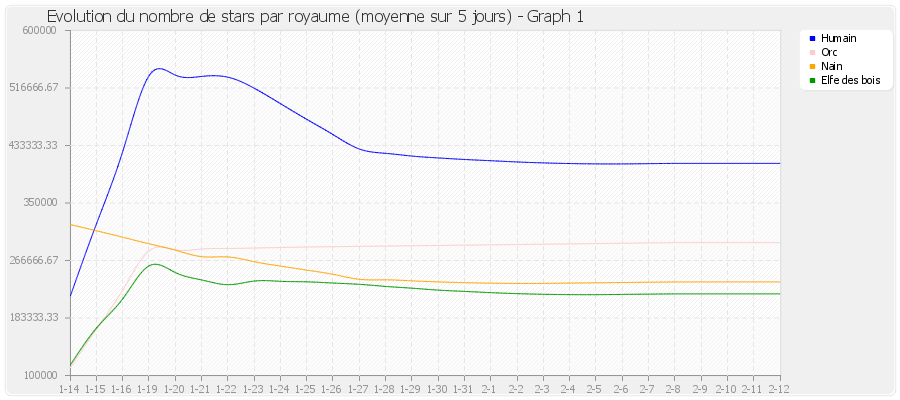 Evolution du nombre de stars par royaume (moyenne sur 5 jours) - Graph 1
600000
516666.67
433333.33
350000
266666.67
183333.33
100000
1-14 1-15 1-16 1-19 1-20 1-21 1-22 1-23 1-24 1-25 1-26 1-27 1-28 1-29 1-30 1-31 2-1 2-2 2-3 2-4 2-5 2-6 2-7 2-8 2-9 2-10 2-11 2-12
Humain
Orc
Nain
Elfe des bois